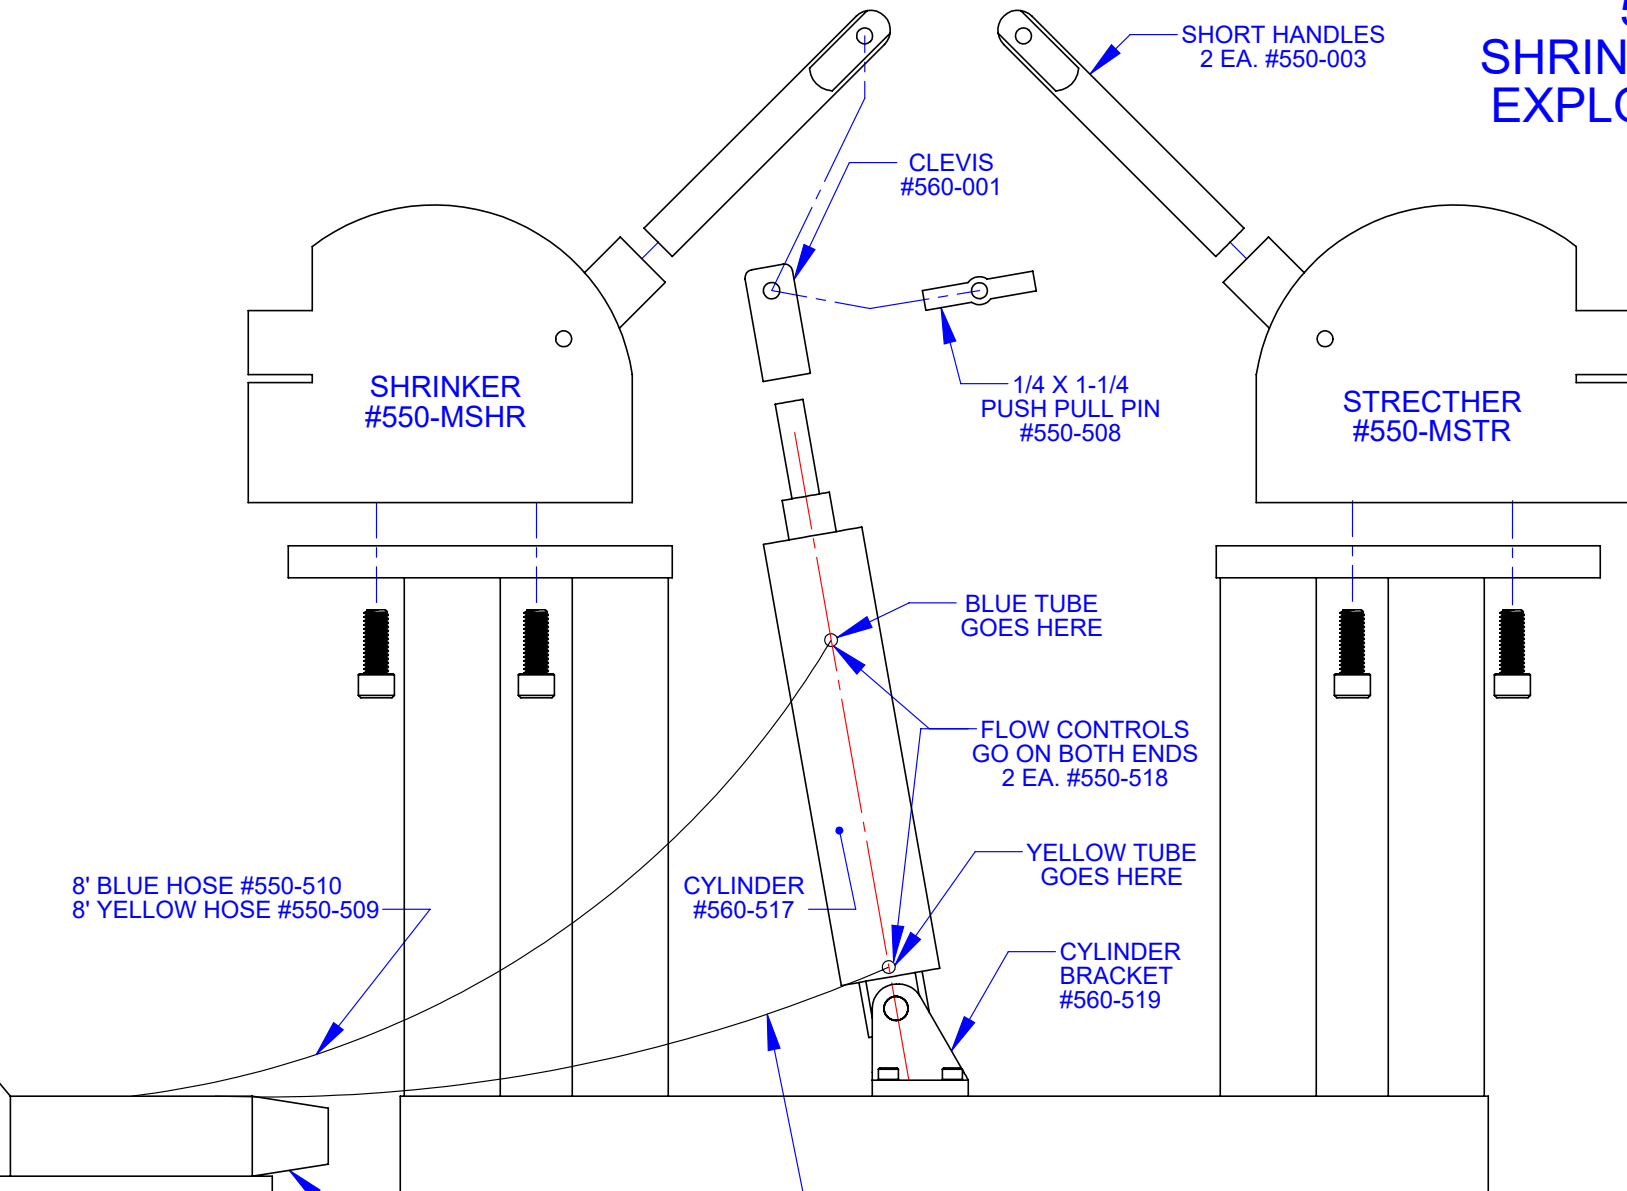 SHORT HANDLES
2 EA. #550-003
CLEVIS
#560-001
SHRINKER
#550-MSHR
1/4 X 1-1/4
PUSH PULL PIN
#550-508
STRECTHER
#550-MSTR
BLUE TUBE
GOES HERE
FLOW CONTROLS
GO ON BOTH ENDS
2 EA. #550-518
8' BLUE HOSE #550-510
8' YELLOW HOSE #550-509
CYLINDER
#560-517
YELLOW TUBE
GOES HERE
CYLINDER
BRACKET
#560-519